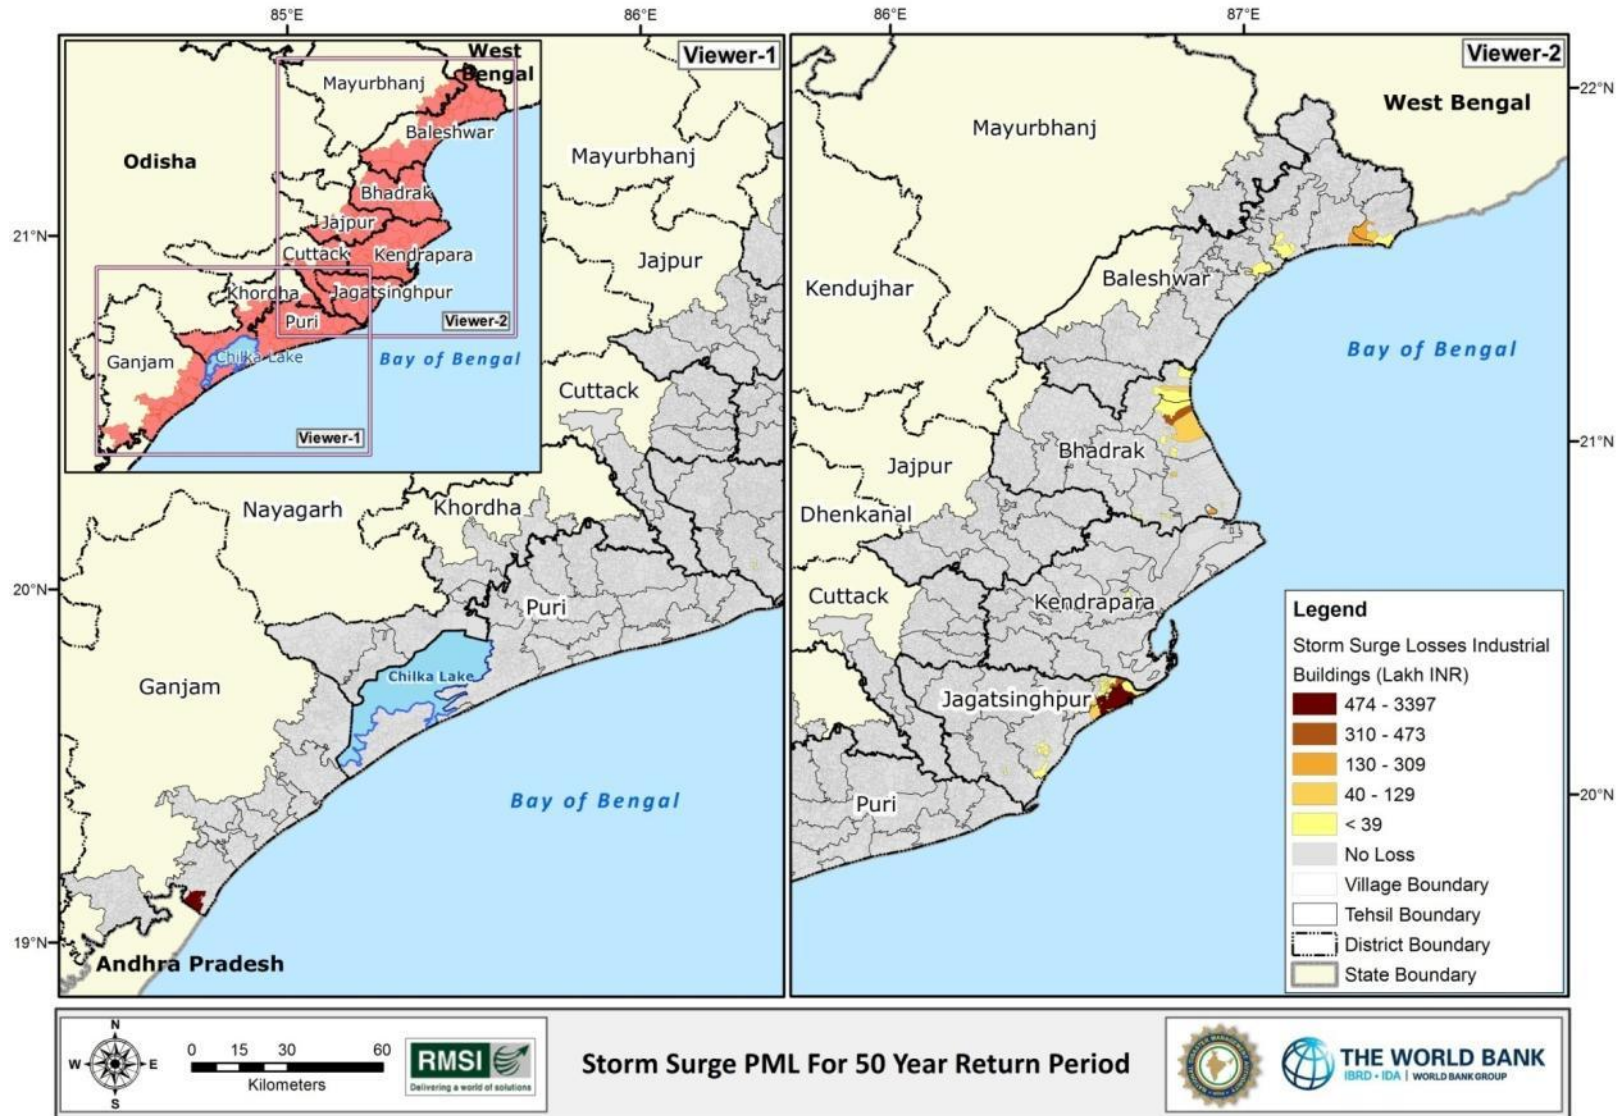 85°E
86°E
86°E
87°E
Viewer-1
Viewer-2
West
Bengal
Mayurbhanj
Baleshwar
Odisha
Bhadrak
Jajpur
Cuttack
Kendrapara
Khordha
Jagatsinghpur
Puri
Viewer-2
Ganjam
Chilka Lake
Bay of Bengal
Viewer-1
21°N
20°N
19°N
Mayurbhanj
Jajpur
Cuttack
Nayagarh
Khordha
Puri
Chilka Lake
Ganjam
Bay of Bengal
Andhra Pradesh
22°N
21°N
20°N
West Bengal
Mayurbhanj
Baleshwar
Kendujhar
Bay of Bengal
Bhadrak
Jajpur
Dhenkanal
Cuttack
Kendrapara
Jagatsinghpur
Puri
Legend
Storm Surge Losses Industrial
Buildings (Lakh INR)
474 - 3397
310 - 473
130 - 309
40 - 129
< 39
No Loss
Village Boundary
Tehsil Boundary
District Boundary
State Boundary
N
W E
S
0 15 30 60
Kilometers
RMSI
Delivering a world of solutions
Storm Surge PML For 50 Year Return Period
THE WORLD BANK
IBRD • IDA | WORLD BANK GROUP